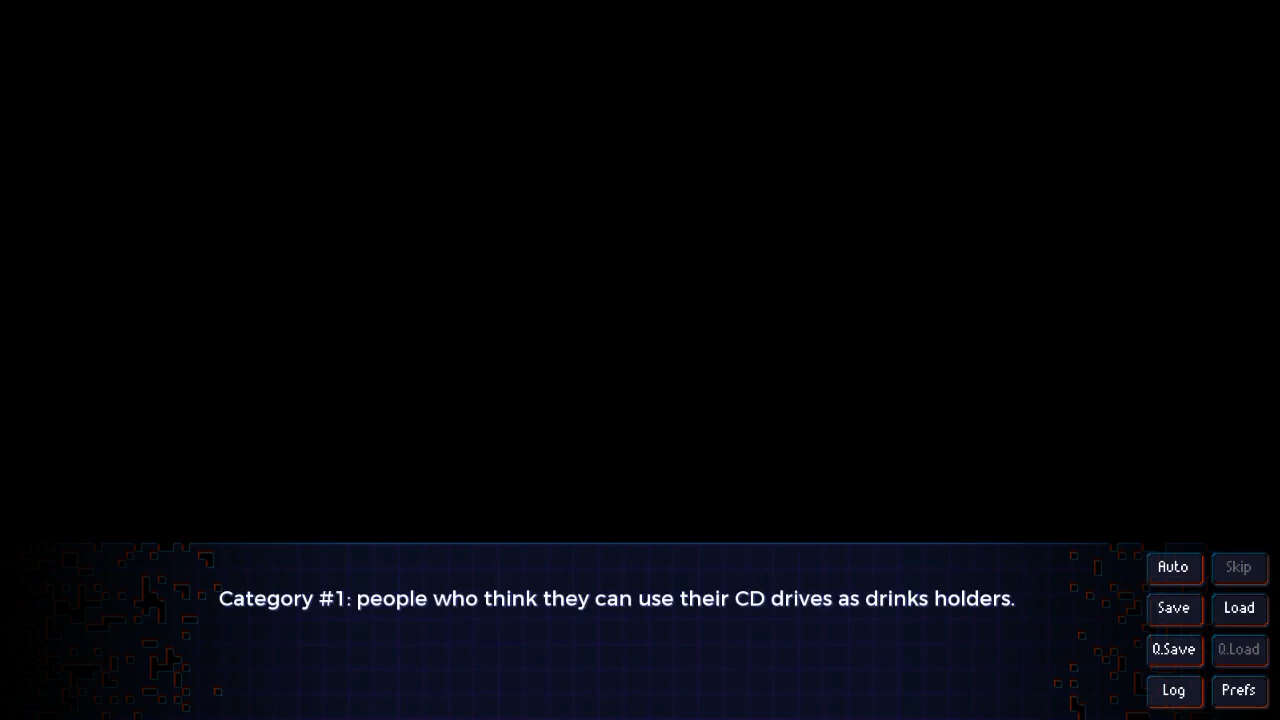 Category #1: people who think they can use their CD drives as drinks holders.
Auto
Skip
Save
Load
Q.Save
Q.Load
Log
Prefs